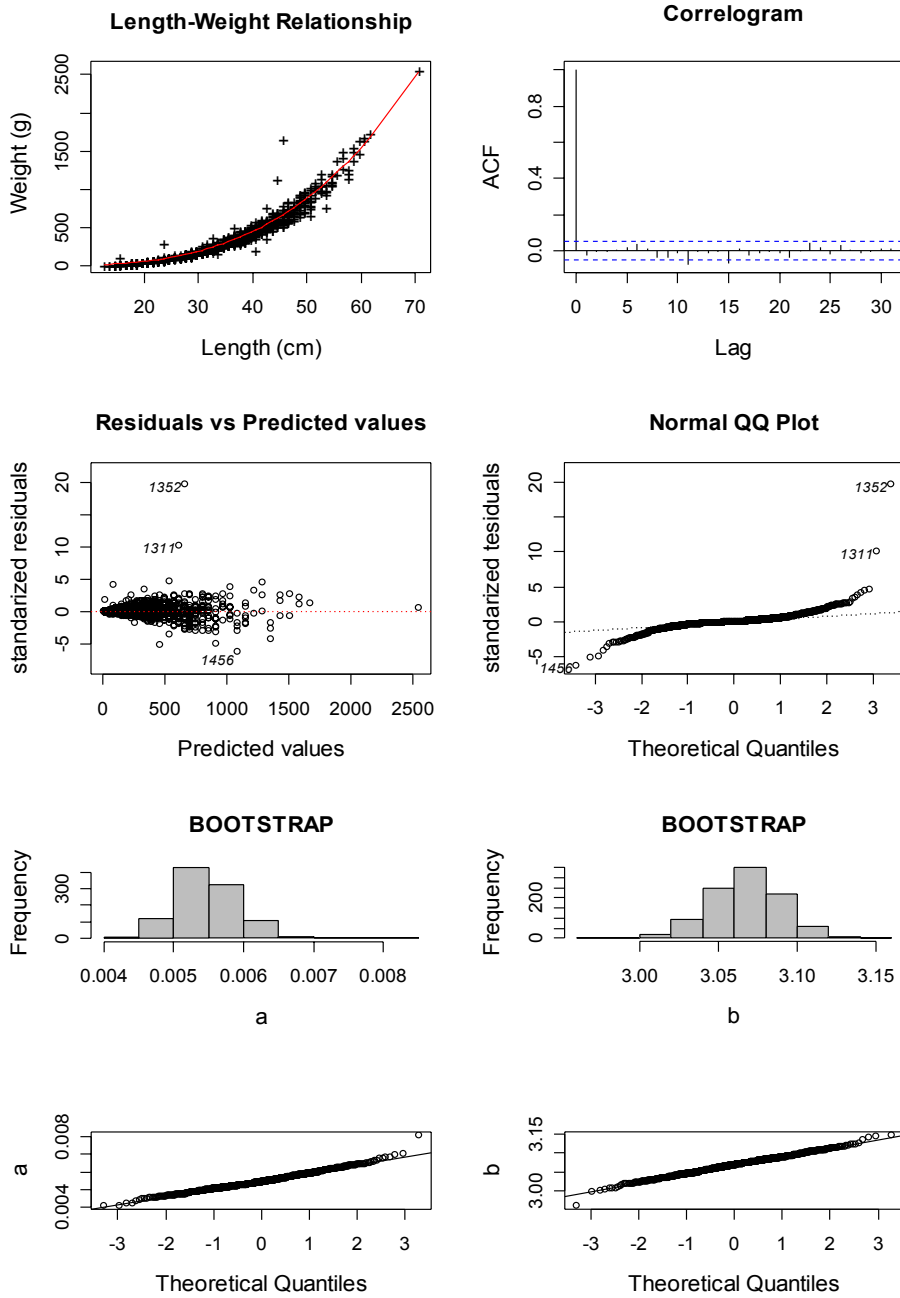 Length-Weight Relationship
Weight (g)
2500
1500
500
0
20 30 40 50 60 70
Length (cm)
Correlogram
ACF
0.8
0.4
0.0
0 5 10 15 20 25 30
Lag
Residuals vs Predicted values
standarized residuals
20
15
10
5
0
-5
1352
1311
1456
0 500 1000 1500 2000 2500
Predicted values
Normal QQ Plot
standarized tesiduals
20
10
5
0
-5
1352
1311
1456
-3 -2 -1 0 1 2 3
Theoretical Quantiles
BOOTSTRAP
Frequency
300
0
0.004 0.005 0.006 0.007 0.008
a
BOOTSTRAP
Frequency
200
0
3.00 3.05 3.10 3.15
b
a
0.008
0.004
-3 -2 -1 0 1 2 3
Theoretical Quantiles
b
3.15
3.00
-3 -2 -1 0 1 2 3
Theoretical Quantiles